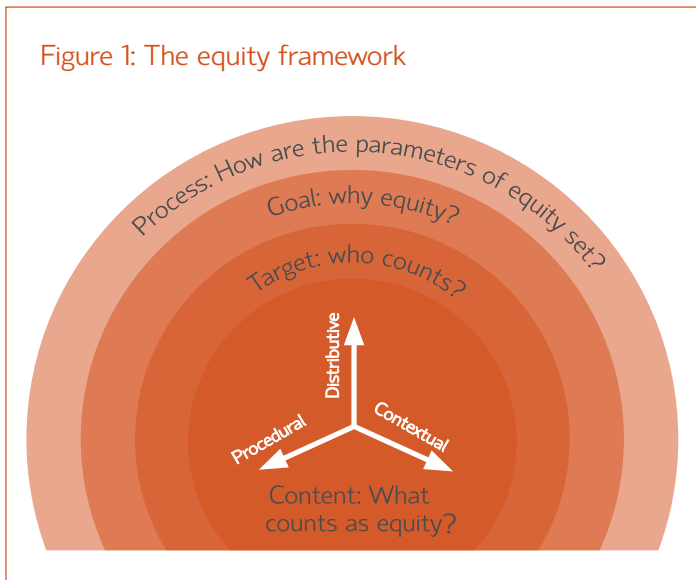 Figure 1: The equity framework
Process: How are the parameters of equity set?
Goal: why equity?
Target: who counts?
Distributive
Procedural
Contextual
Content: What
counts as equity?